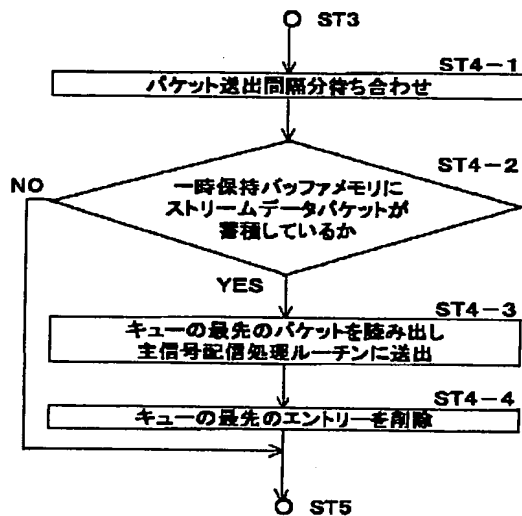 ST3
ST4-1
パケット送出間隔分待ち合わせ
ST4-2
NO
一時保持バッファメモリに
ストリームデータパケットが
蓄積しているか
YES
ST4-3
キューの最先のパケットを読み出し
主信号配信処理ルーチンに送出
ST4-4
キューの最先のエントリーを削除
ST5